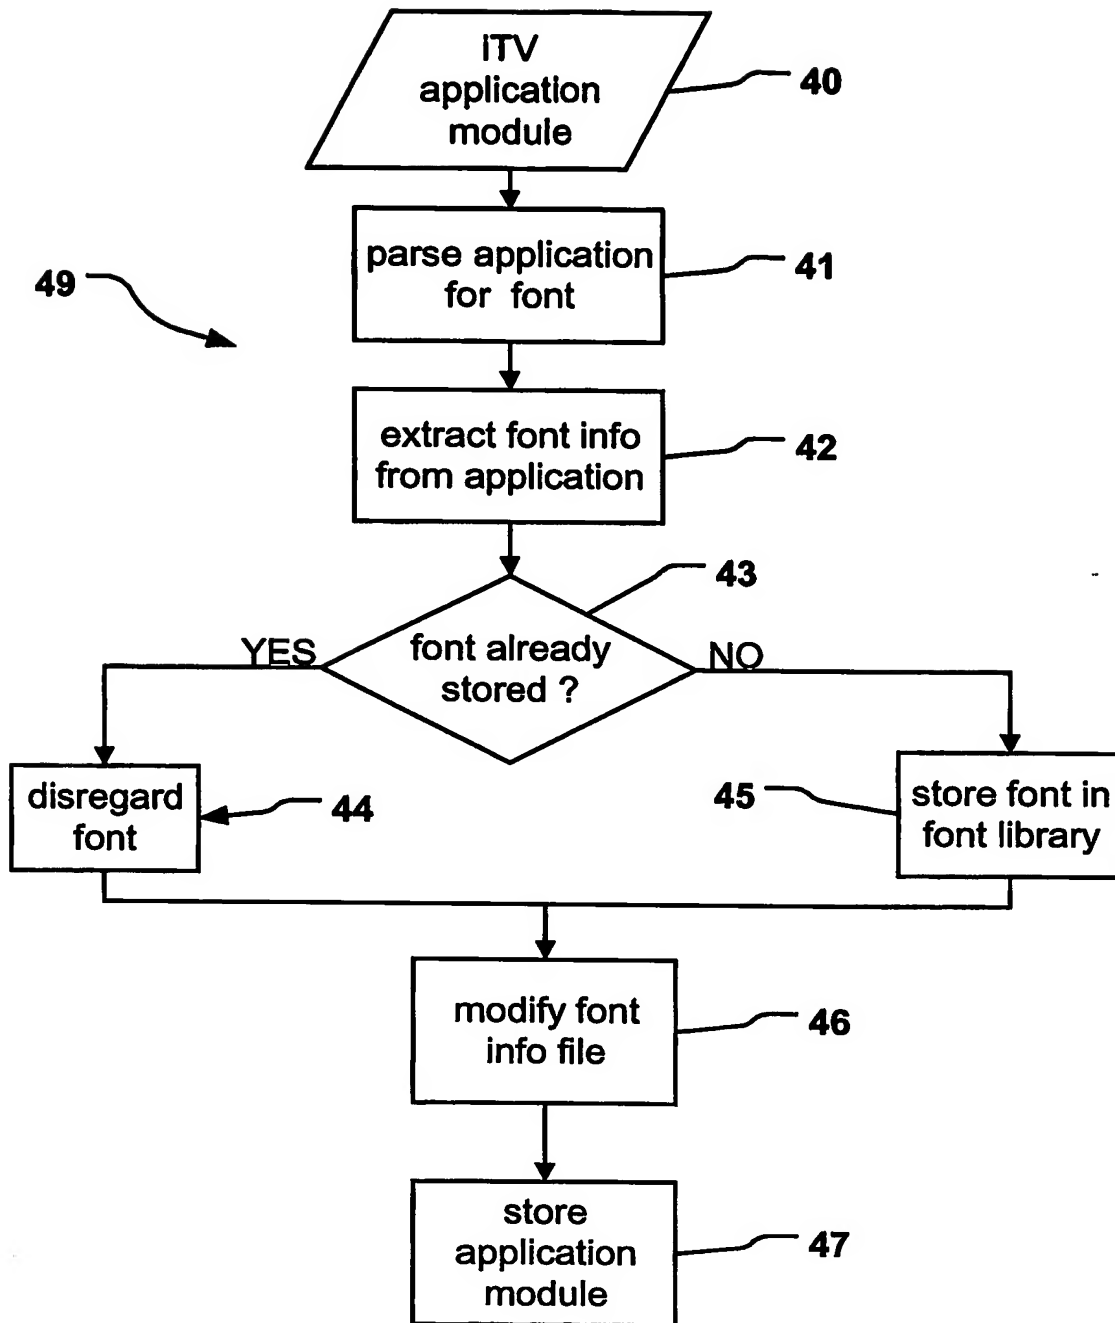 iTV
application
module
40
parse application
for font
41
49
extract font info
from application
42
43
YES
font already
stored ?
NO
disregard
font
44
45
store font in
font library
modify font
info file
46
store
application
module
47